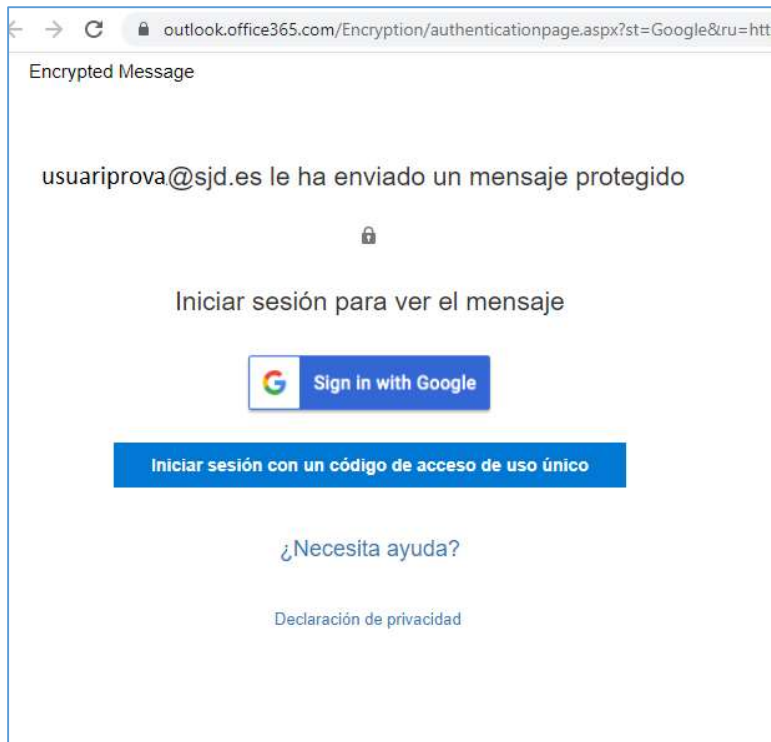 outlook.office365.com/Encryption/authenticationpage.aspx?st=Google&ru=htt
Encrypted Message
usuariprova@sjd.es le ha enviado un mensaje protegido
Iniciar sesión para ver el mensaje
G Sign in with Google
Iniciar sesión con un código de acceso de uso único
¿Necesita ayuda?
Declaración de privacidad